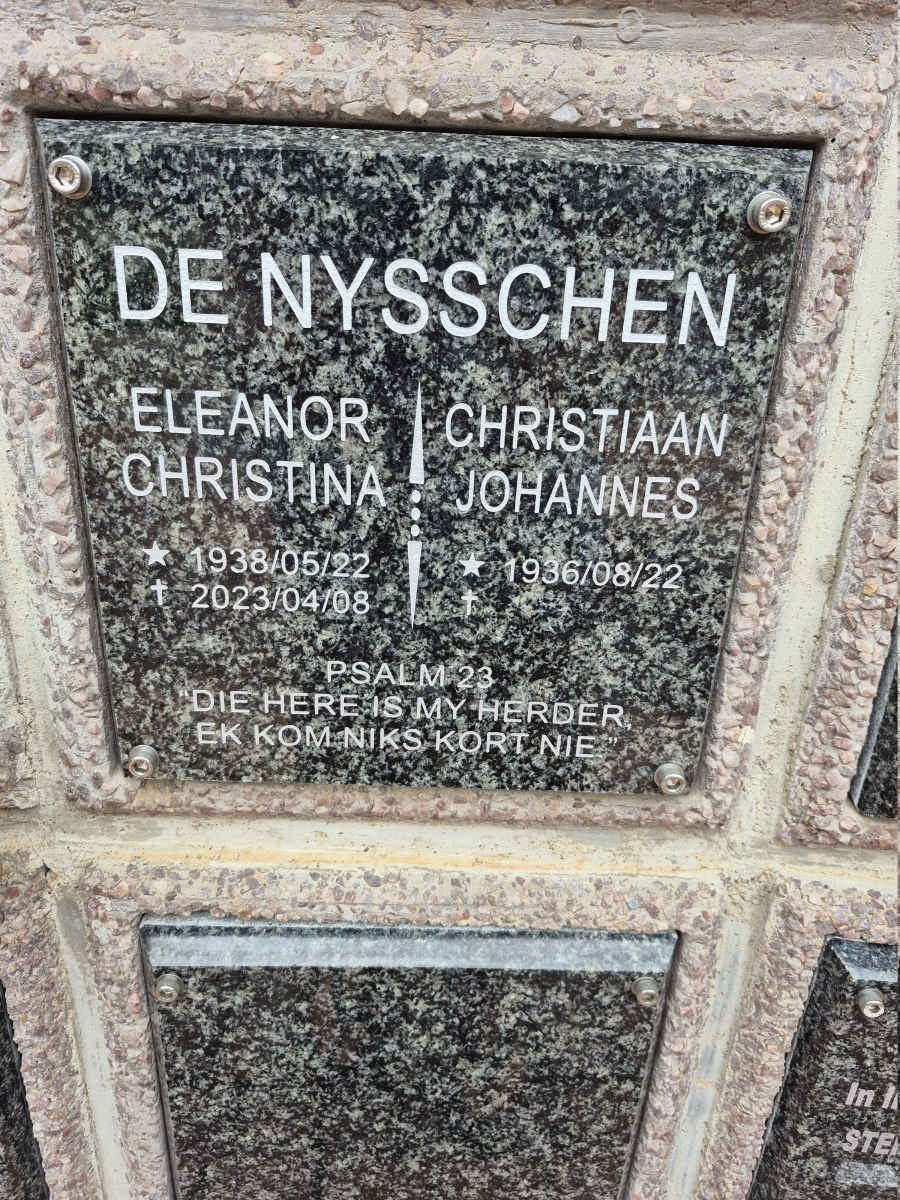 DE NYSSCHEN
ELEANOR
CHRISTINA
★ 1938/05/22
✝ 2023/04/08
CHRISTIAAN
JOHANNES
★ 1936/08/22
✝
PSALM 23
"DIE HERE IS MY HERDER,
EK KOM NIKS KORT NIE."
In